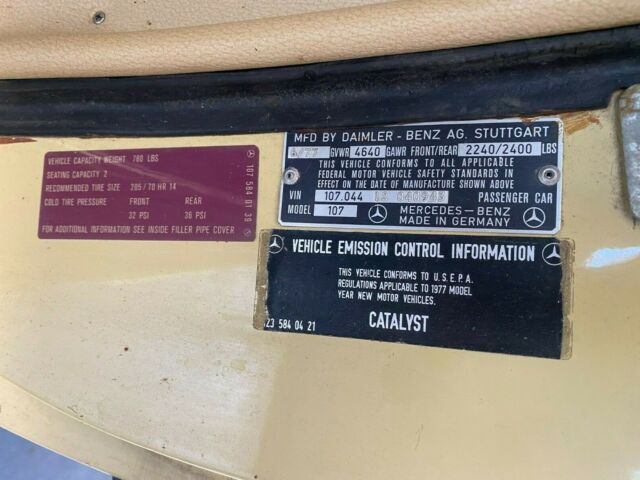 VEHICLE CAPACITY WEIGHT 780 LBS
SEATING CAPACITY 2
RECOMMENDED TIRE SIZE 205/70 HR 14
COLD TIRE PRESSURE FRONT REAR
32 PSI 36 PSI
FOR ADDITIONAL INFORMATION SEE INSIDE FILLER PIPE COVER
107 584 01 39
MFD BY DAIMLER-BENZ AG. STUTTGART
6/77 GVWR 4640 GAWR FRONT/REAR 2240/2400 LBS
THIS VEHICLE CONFORMS TO ALL APPLICABLE
FEDERAL MOTOR VEHICLE SAFETY STANDARDS IN
EFFECT ON THE DATE OF MANUFACTURE SHOWN ABOVE
VIN 107.044 12 040943 PASSENGER CAR
MODEL 107 MERCEDES-BENZ
MADE IN GERMANY
VEHICLE EMISSION CONTROL INFORMATION
THIS VEHICLE CONFORMS TO U.S.E.P.A.
REGULATIONS APPLICABLE TO 1977 MODEL
YEAR NEW MOTOR VEHICLES.
CATALYST
23 584 04 21